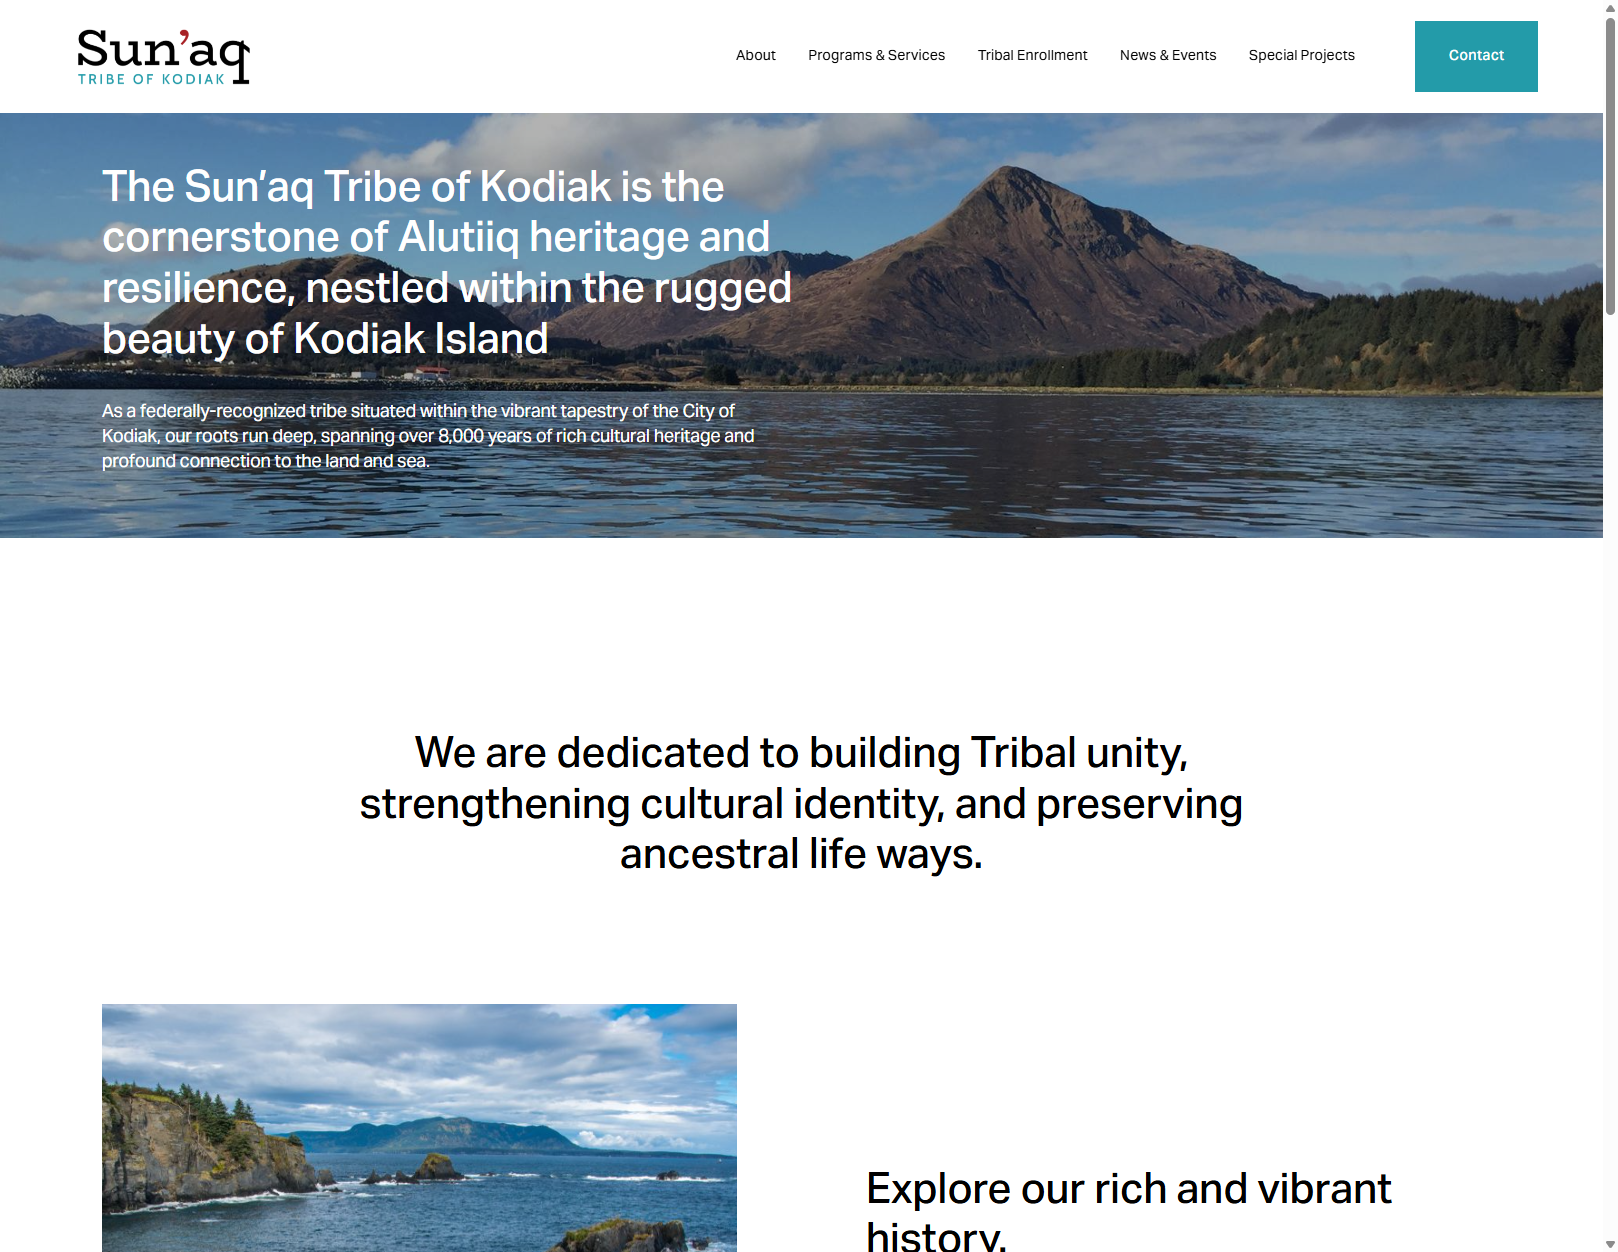 Sun’aq
TRIBE OF KODIAK
About
Programs & Services
Tribal Enrollment
News & Events
Special Projects
Contact
The Sun’aq Tribe of Kodiak is the
cornerstone of Alutiiq heritage and
resilience, nestled within the rugged
beauty of Kodiak Island
As a federally-recognized tribe situated within the vibrant tapestry of the City of
Kodiak, our roots run deep, spanning over 8,000 years of rich cultural heritage and
profound connection to the land and sea.
We are dedicated to building Tribal unity,
strengthening cultural identity, and preserving
ancestral life ways.
Explore our rich and vibrant
history.